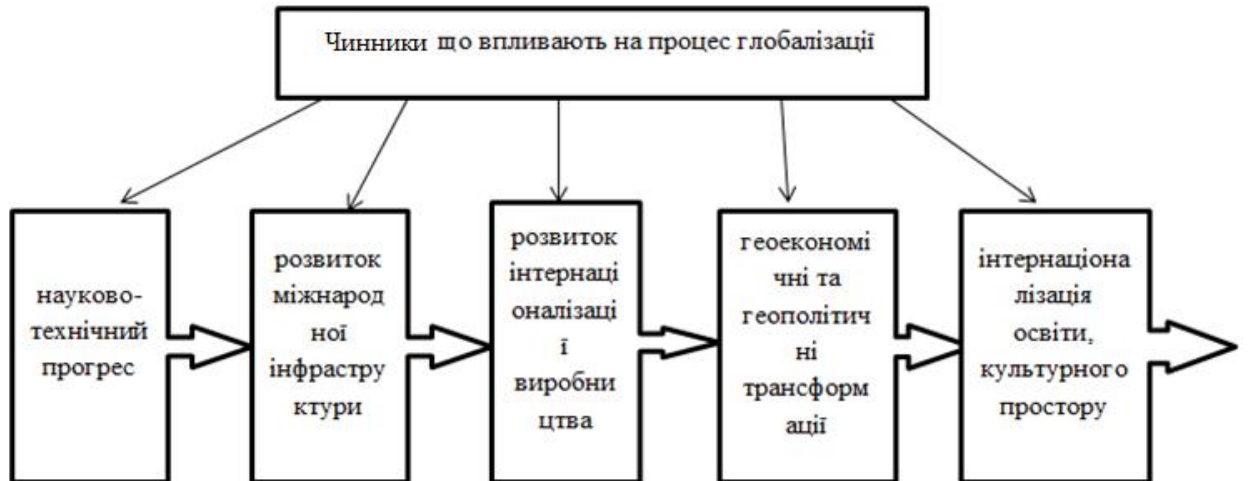 Чинники що впливають на процес глобалізації
науково-
технічний
прогрес
розвиток
міжнарод
ної
інфрастру
ктури
розвиток
інтернаці
оналізаці
ї
виробни
цтва
геоекономі
чні та
геополітич
ні
трансформ
ації
інтернаціона
лізація
освіти,
культурного
простору